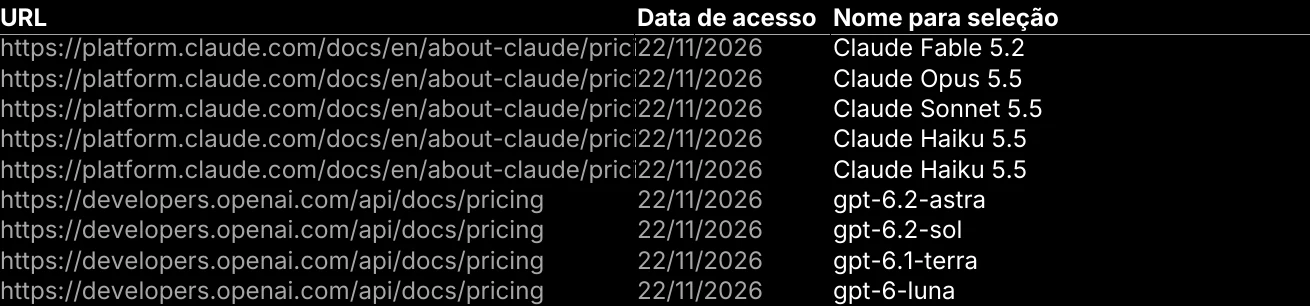 URL Data de acesso Nome para seleção
https://platform.claude.com/docs/en/about-claude/prici 22/11/2026 Claude Fable 5.2
https://platform.claude.com/docs/en/about-claude/prici 22/11/2026 Claude Opus 5.5
https://platform.claude.com/docs/en/about-claude/prici 22/11/2026 Claude Sonnet 5.5
https://platform.claude.com/docs/en/about-claude/prici 22/11/2026 Claude Haiku 5.5
https://platform.claude.com/docs/en/about-claude/prici 22/11/2026 Claude Haiku 5.5
https://developers.openai.com/api/docs/pricing 22/11/2026 gpt-6.2-astra
https://developers.openai.com/api/docs/pricing 22/11/2026 gpt-6.2-sol
https://developers.openai.com/api/docs/pricing 22/11/2026 gpt-6.1-terra
https://developers.openai.com/api/docs/pricing 22/11/2026 gpt-6-luna